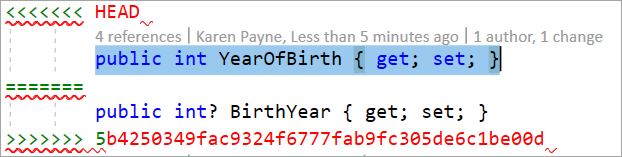 <<<<<<< HEAD
4 references | Karen Payne, Less than 5 minutes ago | 1 author, 1 change
public int YearOfBirth { get; set; }
=======
public int? BirthYear { get; set; }
>>>>>>> 5b4250349fac9324f6777fab9fc305de6c1be00d